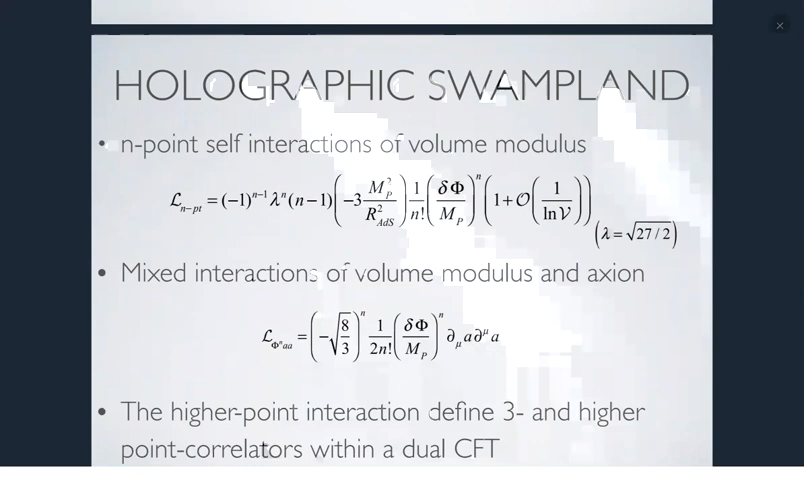 HOLOGRAPHIC SWAMPLAND
• n-point self interactions of volume modulus
ℒ_{n-pt} = (-1)^{n-1} λ^n (n-1) (-3 M_P^2 / R_{AdS}^2) 1/n! (δΦ / M_P)^n (1+𝒪(1 / ln 𝒱))
(λ = √27/2)
• Mixed interactions of volume modulus and axion
ℒ_{Φ^n aa} = (-√(8/3))^n 1/2n! (δΦ / M_P)^n ∂_μ a ∂^μ a
• The higher-point interaction define 3- and higher
point-correlators within a dual CFT